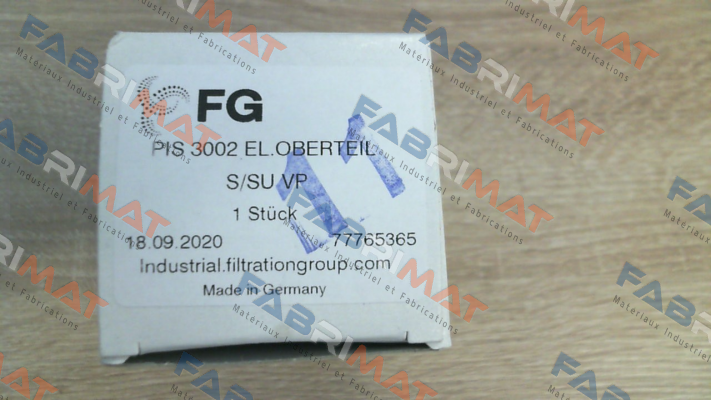 FG
PIS 3002 EL.OBERTEIL
S/SU VP
1 Stück
18.09.2020 77765365
Industrial.filtrationgroup.com
Made in Germany
FABRIMAT
Matériaux Industriel et Fabrications